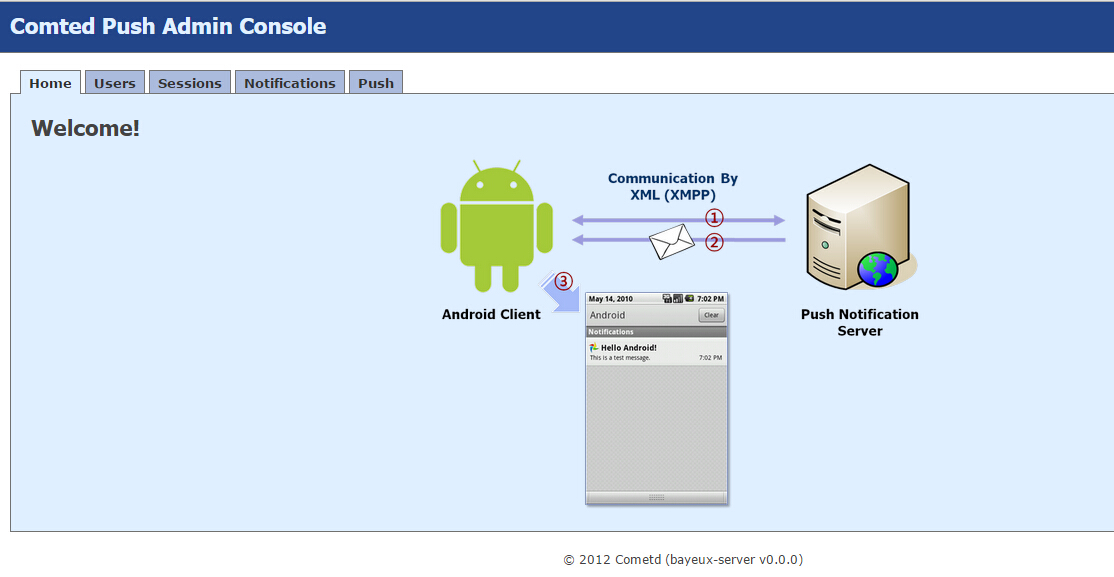 Comted Push Admin Console
Home Users Sessions Notifications Push
Welcome!
Communication By
XML (XMPP)
①
②
③
Android Client
Push Notification
Server
May 14, 2010 7:02 PM
Android Clear
Notifications
Hello Android!
This is a test message. 7:02 PM
© 2012 Cometd (bayeux-server v0.0.0)